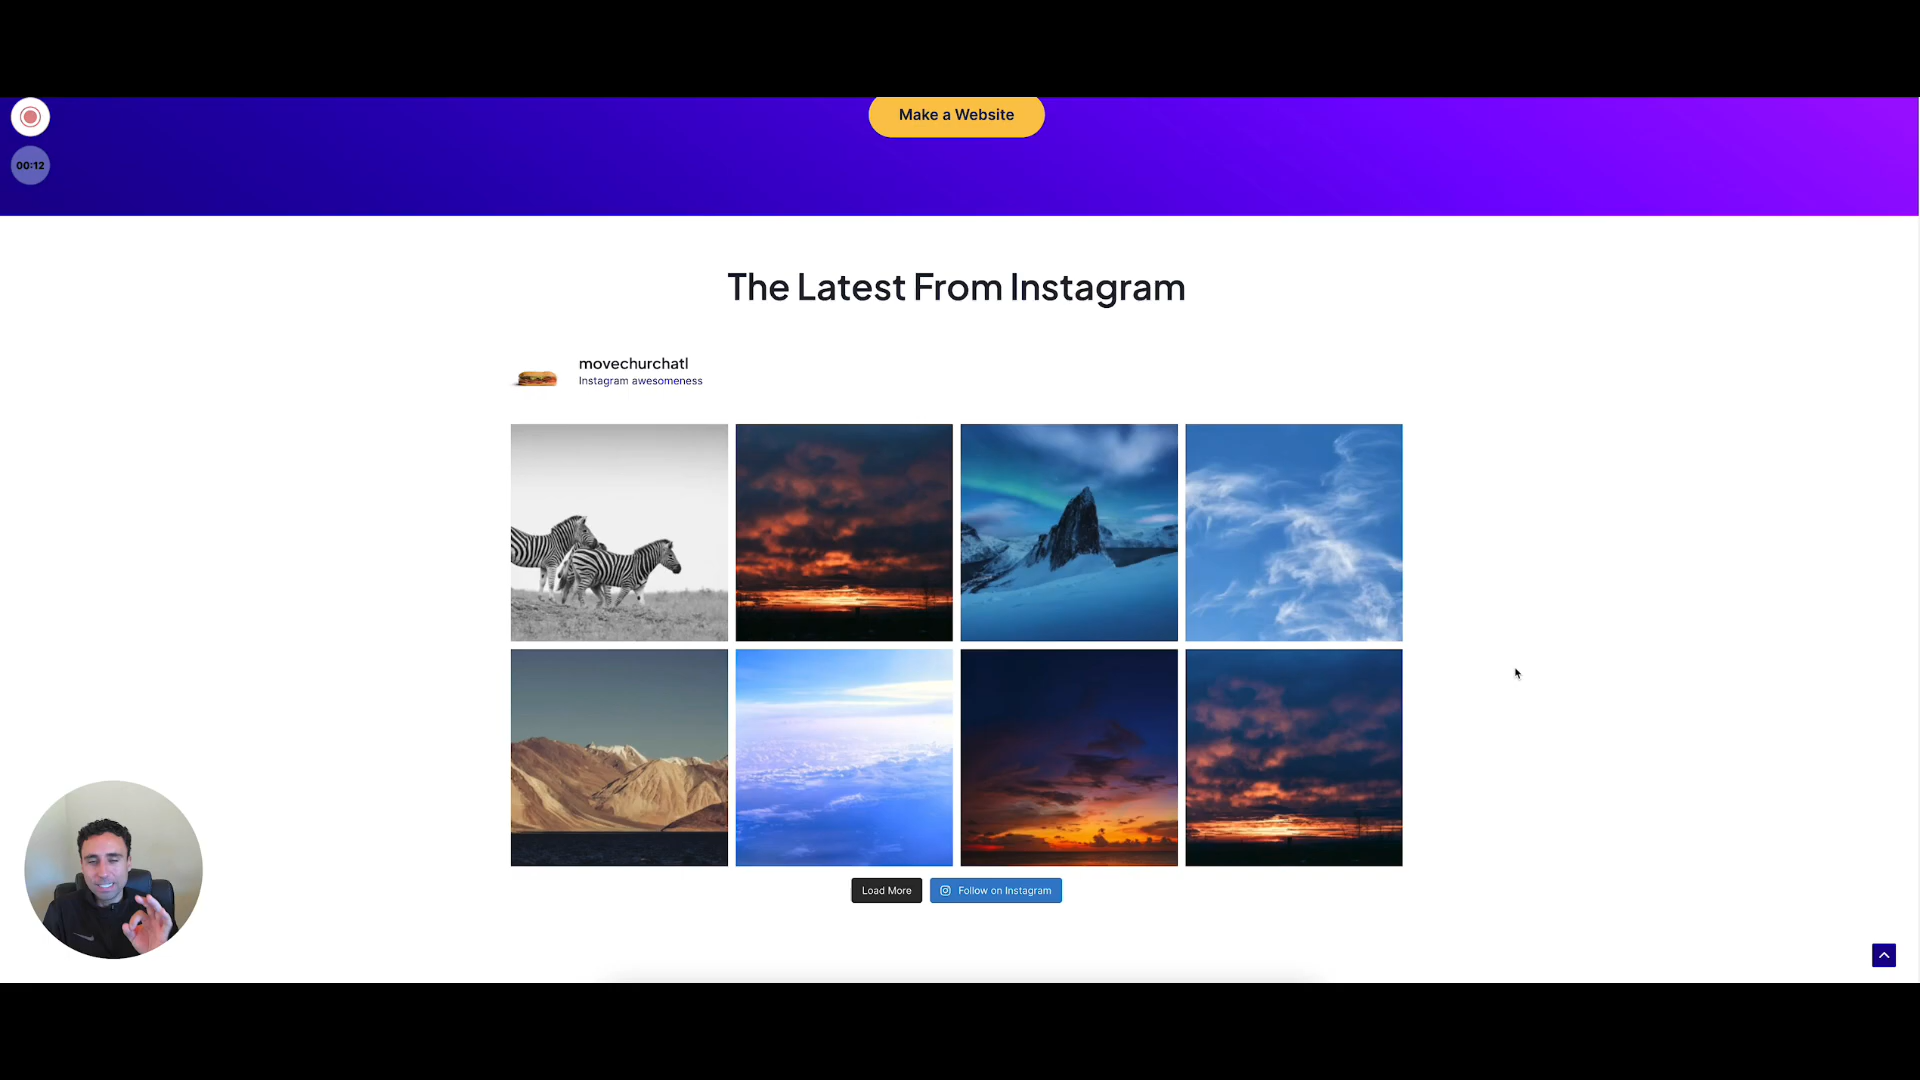 Make a Website
00:12
The Latest From Instagram
movechurchatl
Instagram awesomeness
Load More
Follow on Instagram